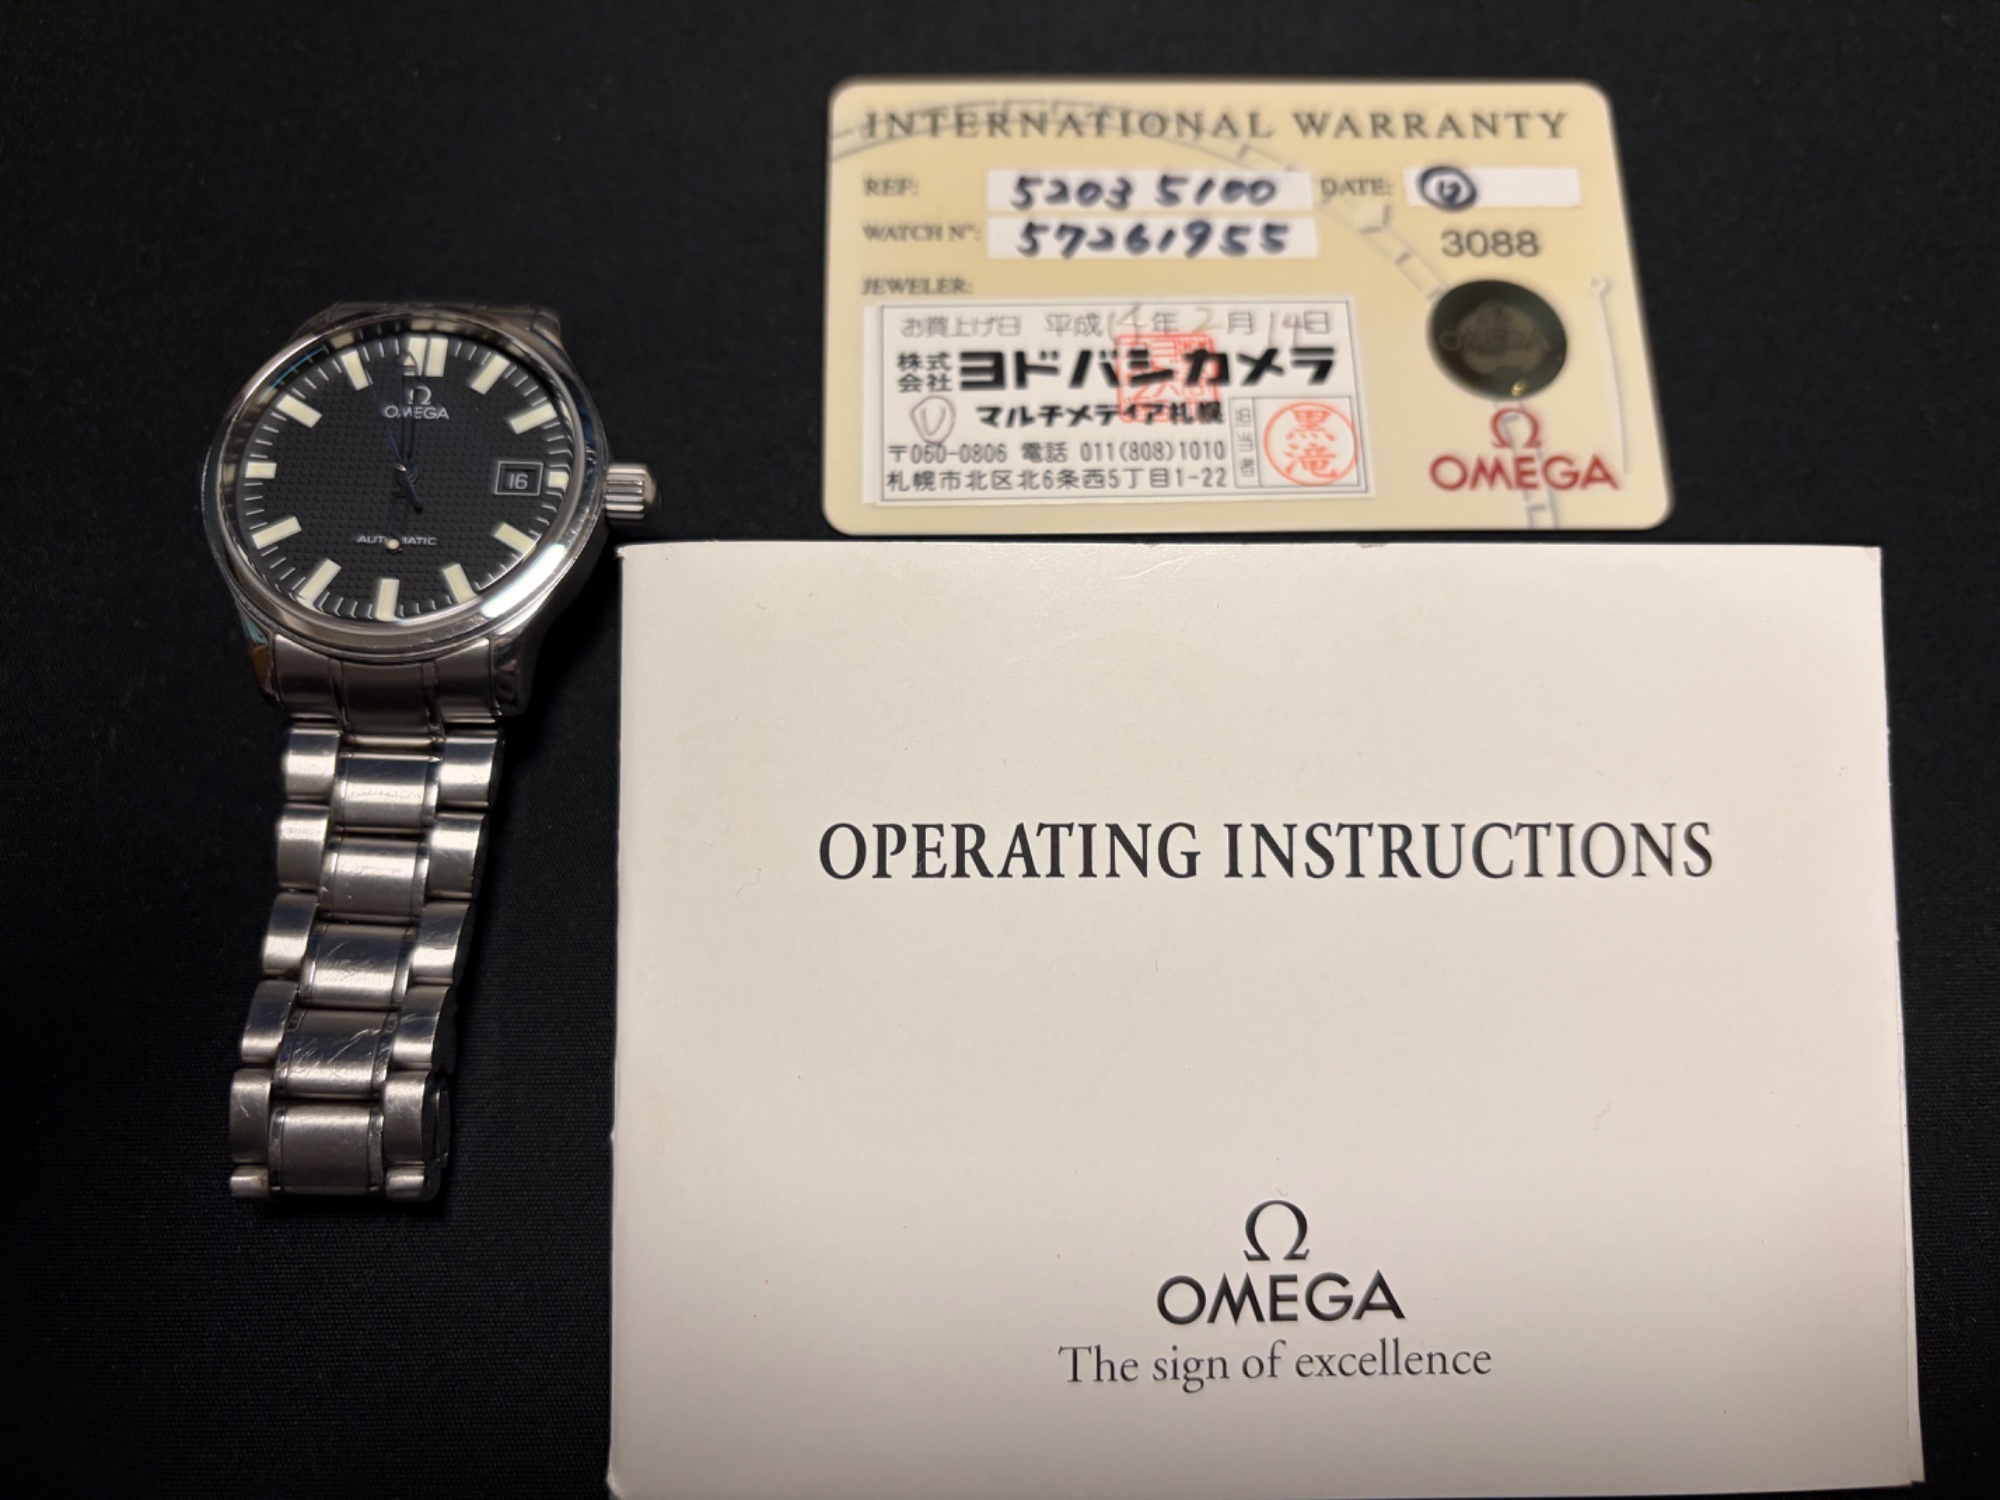 Ω
OMEGA
16
AUTOMATIC
INTERNATIONAL WARRANTY
REF: 5203 5100 DATE: ⑫
WATCH Nº: 57261955
3088
JEWELER:
お買上げ日 平成14年2月14日
株式会社 ヨドバシカメラ
マルチメディア札幌
〒060-0806 電話 011(808)1010
札幌市北区北6条西5丁目1-22
担当者
黒滝
Ω
OMEGA
OPERATING INSTRUCTIONS
Ω
OMEGA
The sign of excellence